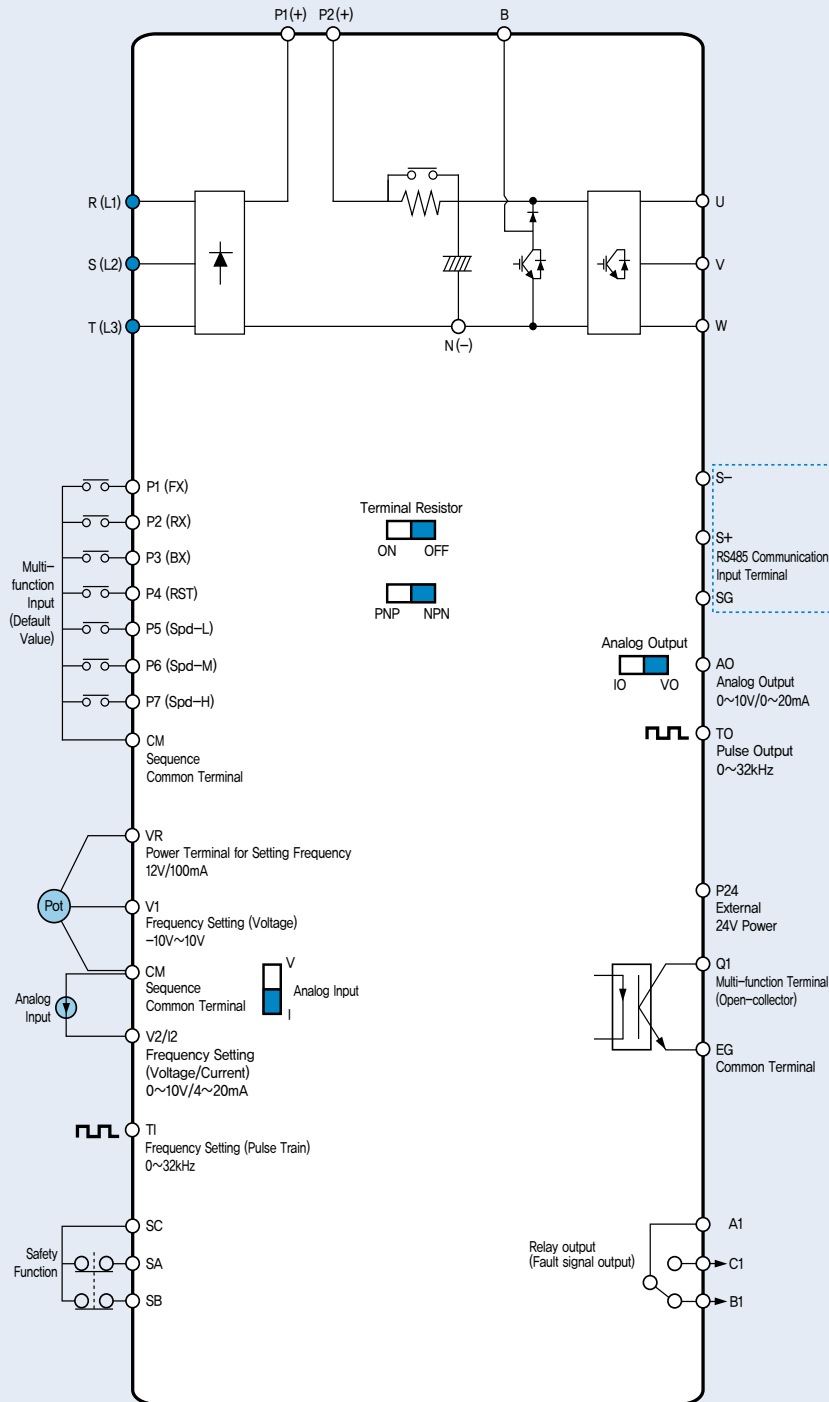 P1(+)
P2(+)
B
R (L1)
S (L2)
T (L3)
U
V
W
N (−)
Multi−
function
Input
(Default
Value)
P1 (FX)
P2 (RX)
P3 (BX)
P4 (RST)
P5 (Spd−L)
P6 (Spd−M)
P7 (Spd−H)
CM
Sequence
Common Terminal
Terminal Resistor
ON OFF
PNP NPN
S−
S+
RS485 Communication
Input Terminal
SG
Analog Output
IO VO
AO
Analog Output
0~10V/0~20mA
TO
Pulse Output
0~32kHz
Pot
VR
Power Terminal for Setting Frequency
12V/100mA
V1
Frequency Setting (Voltage)
−10V~10V
CM
Sequence
Common Terminal
V
Analog Input
I
Analog
Input
V2/I2
Frequency Setting
(Voltage/Current)
0~10V/4~20mA
TI
Frequency Setting (Pulse Train)
0~32kHz
P24
External
24V Power
Q1
Multi−function Terminal
(Open−collector)
EG
Common Terminal
Safety
Function
SC
SA
SB
Relay output
(Fault signal output)
A1
C1
B1